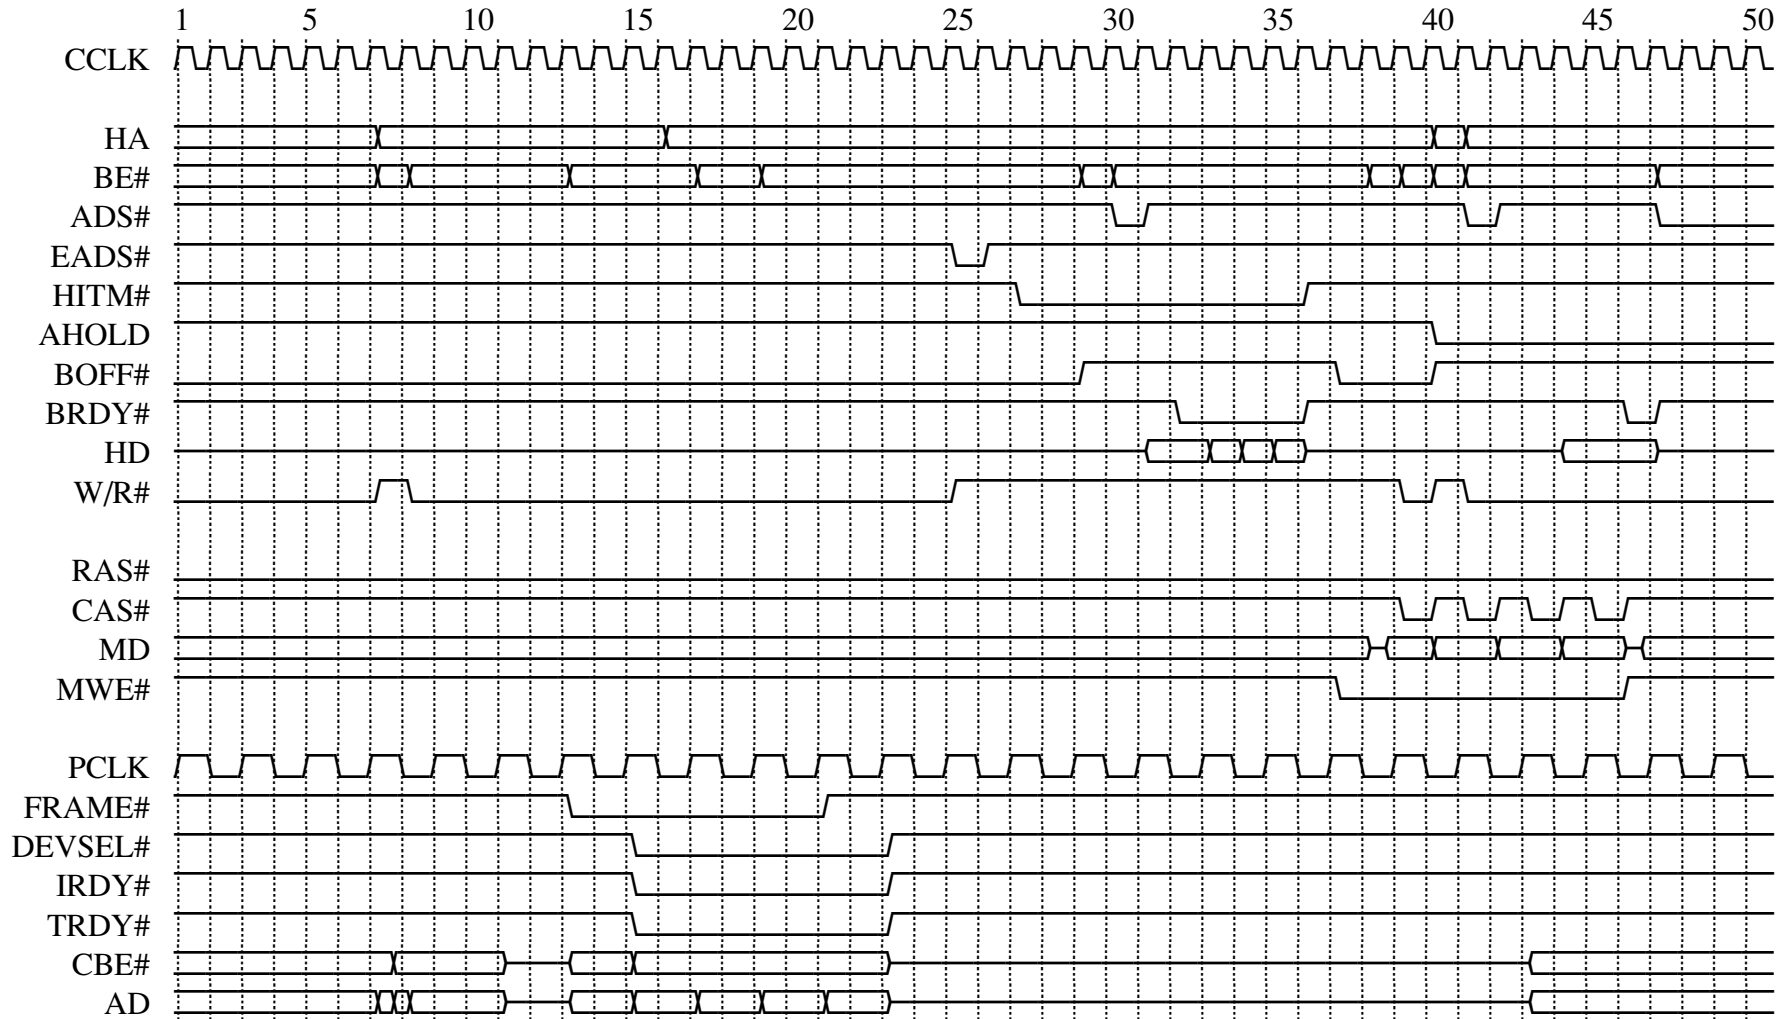 1 5 10 15 20 25 30 35 40 45 50
CCLK
HA
BE#
ADS#
EADS#
HITM#
AHOLD
BOFF#
BRDY#
HD
W/R#
RAS#
CAS#
MD
MWE#
PCLK
FRAME#
DEVSEL#
IRDY#
TRDY#
CBE#
AD